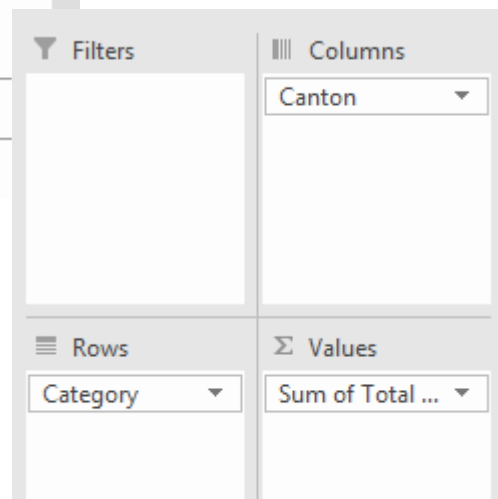 Filters
Columns
Canton
Rows
Σ Values
Category
Sum of Total ...